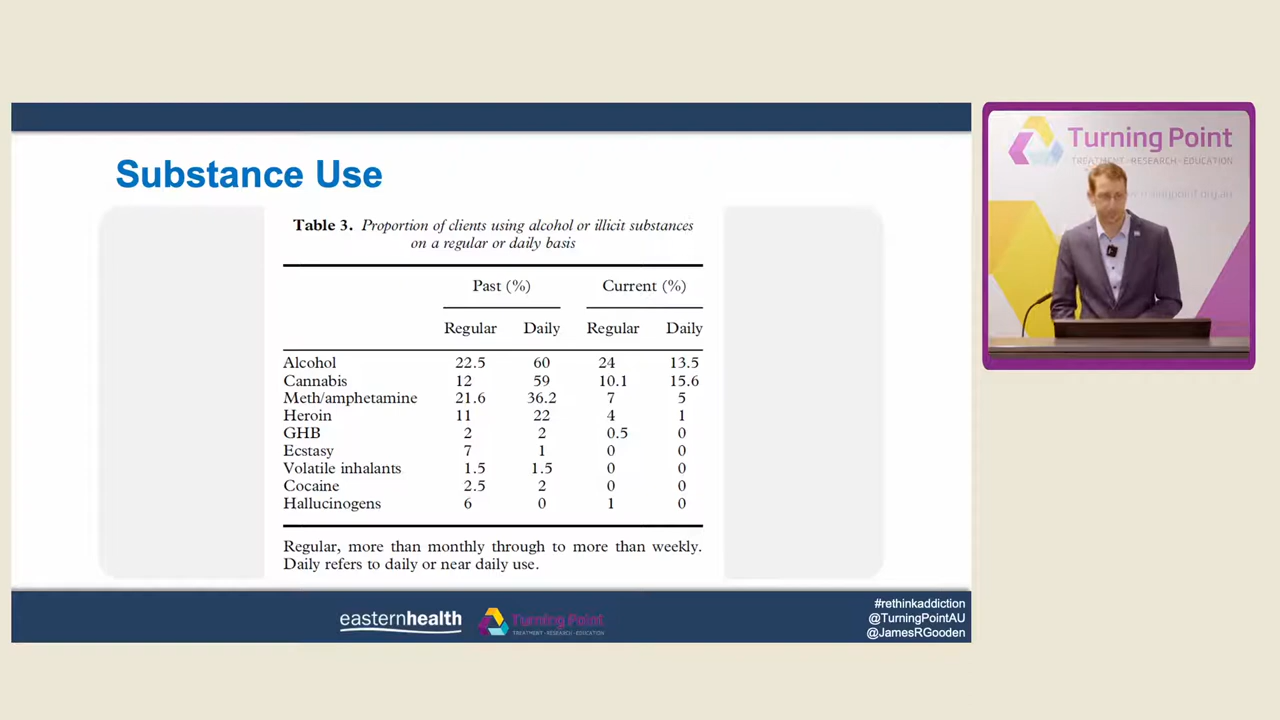 Substance Use
Table 3. Proportion of clients using alcohol or illicit substances
on a regular or daily basis
Past (%) Current (%)
Regular Daily Regular Daily
Alcohol 22.5 60 24 13.5
Cannabis 12 59 10.1 15.6
Meth/amphetamine 21.6 36.2 7 5
Heroin 11 22 4 1
GHB 2 2 0.5 0
Ecstasy 7 1 0 0
Volatile inhalants 1.5 1.5 0 0
Cocaine 2.5 2 0 0
Hallucinogens 6 0 1 0
Regular, more than monthly through to more than weekly.
Daily refers to daily or near daily use.
easternhealth
Turning Point
TREATMENT · RESEARCH · EDUCATION
#rethinkaddiction
@TurningPointAU
@JamesRGooden
Turning Point
TREATMENT · RESEARCH · EDUCATION